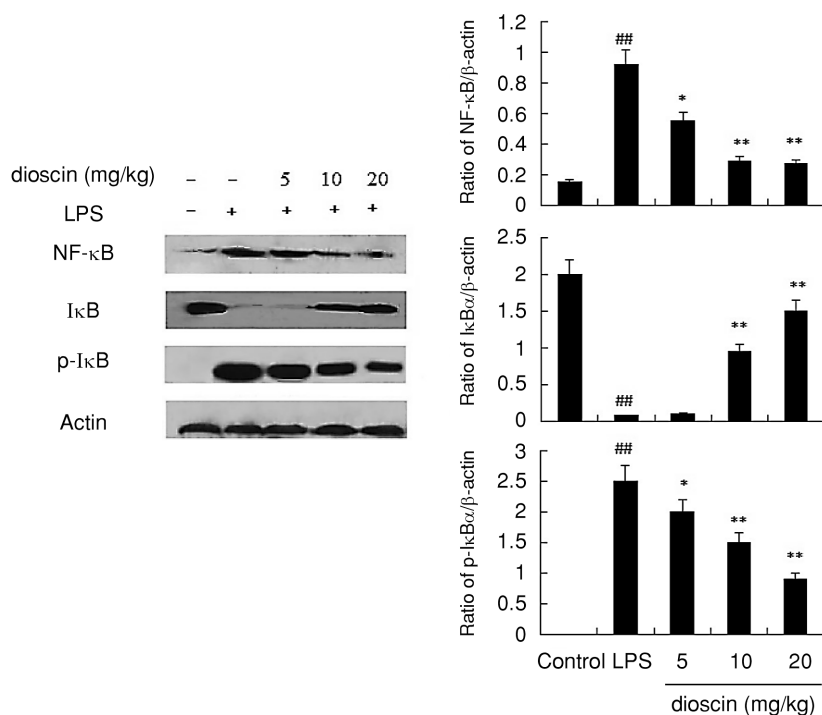 dioscin (mg/kg) – – 5 10 20
LPS – + + + +
NF-κB
IκB
p-IκB
Actin
Ratio of NF-κB/β-actin
1.2
1
0.8
0.6
0.4
0.2
0
##
*
**
**
Ratio of IκBα/β-actin
2.5
2
1.5
1
0.5
0
##
**
**
Ratio of p-IκBα/β-actin
3
2.5
2
1.5
1
0.5
0
##
*
**
**
Control LPS 5 10 20
dioscin (mg/kg)